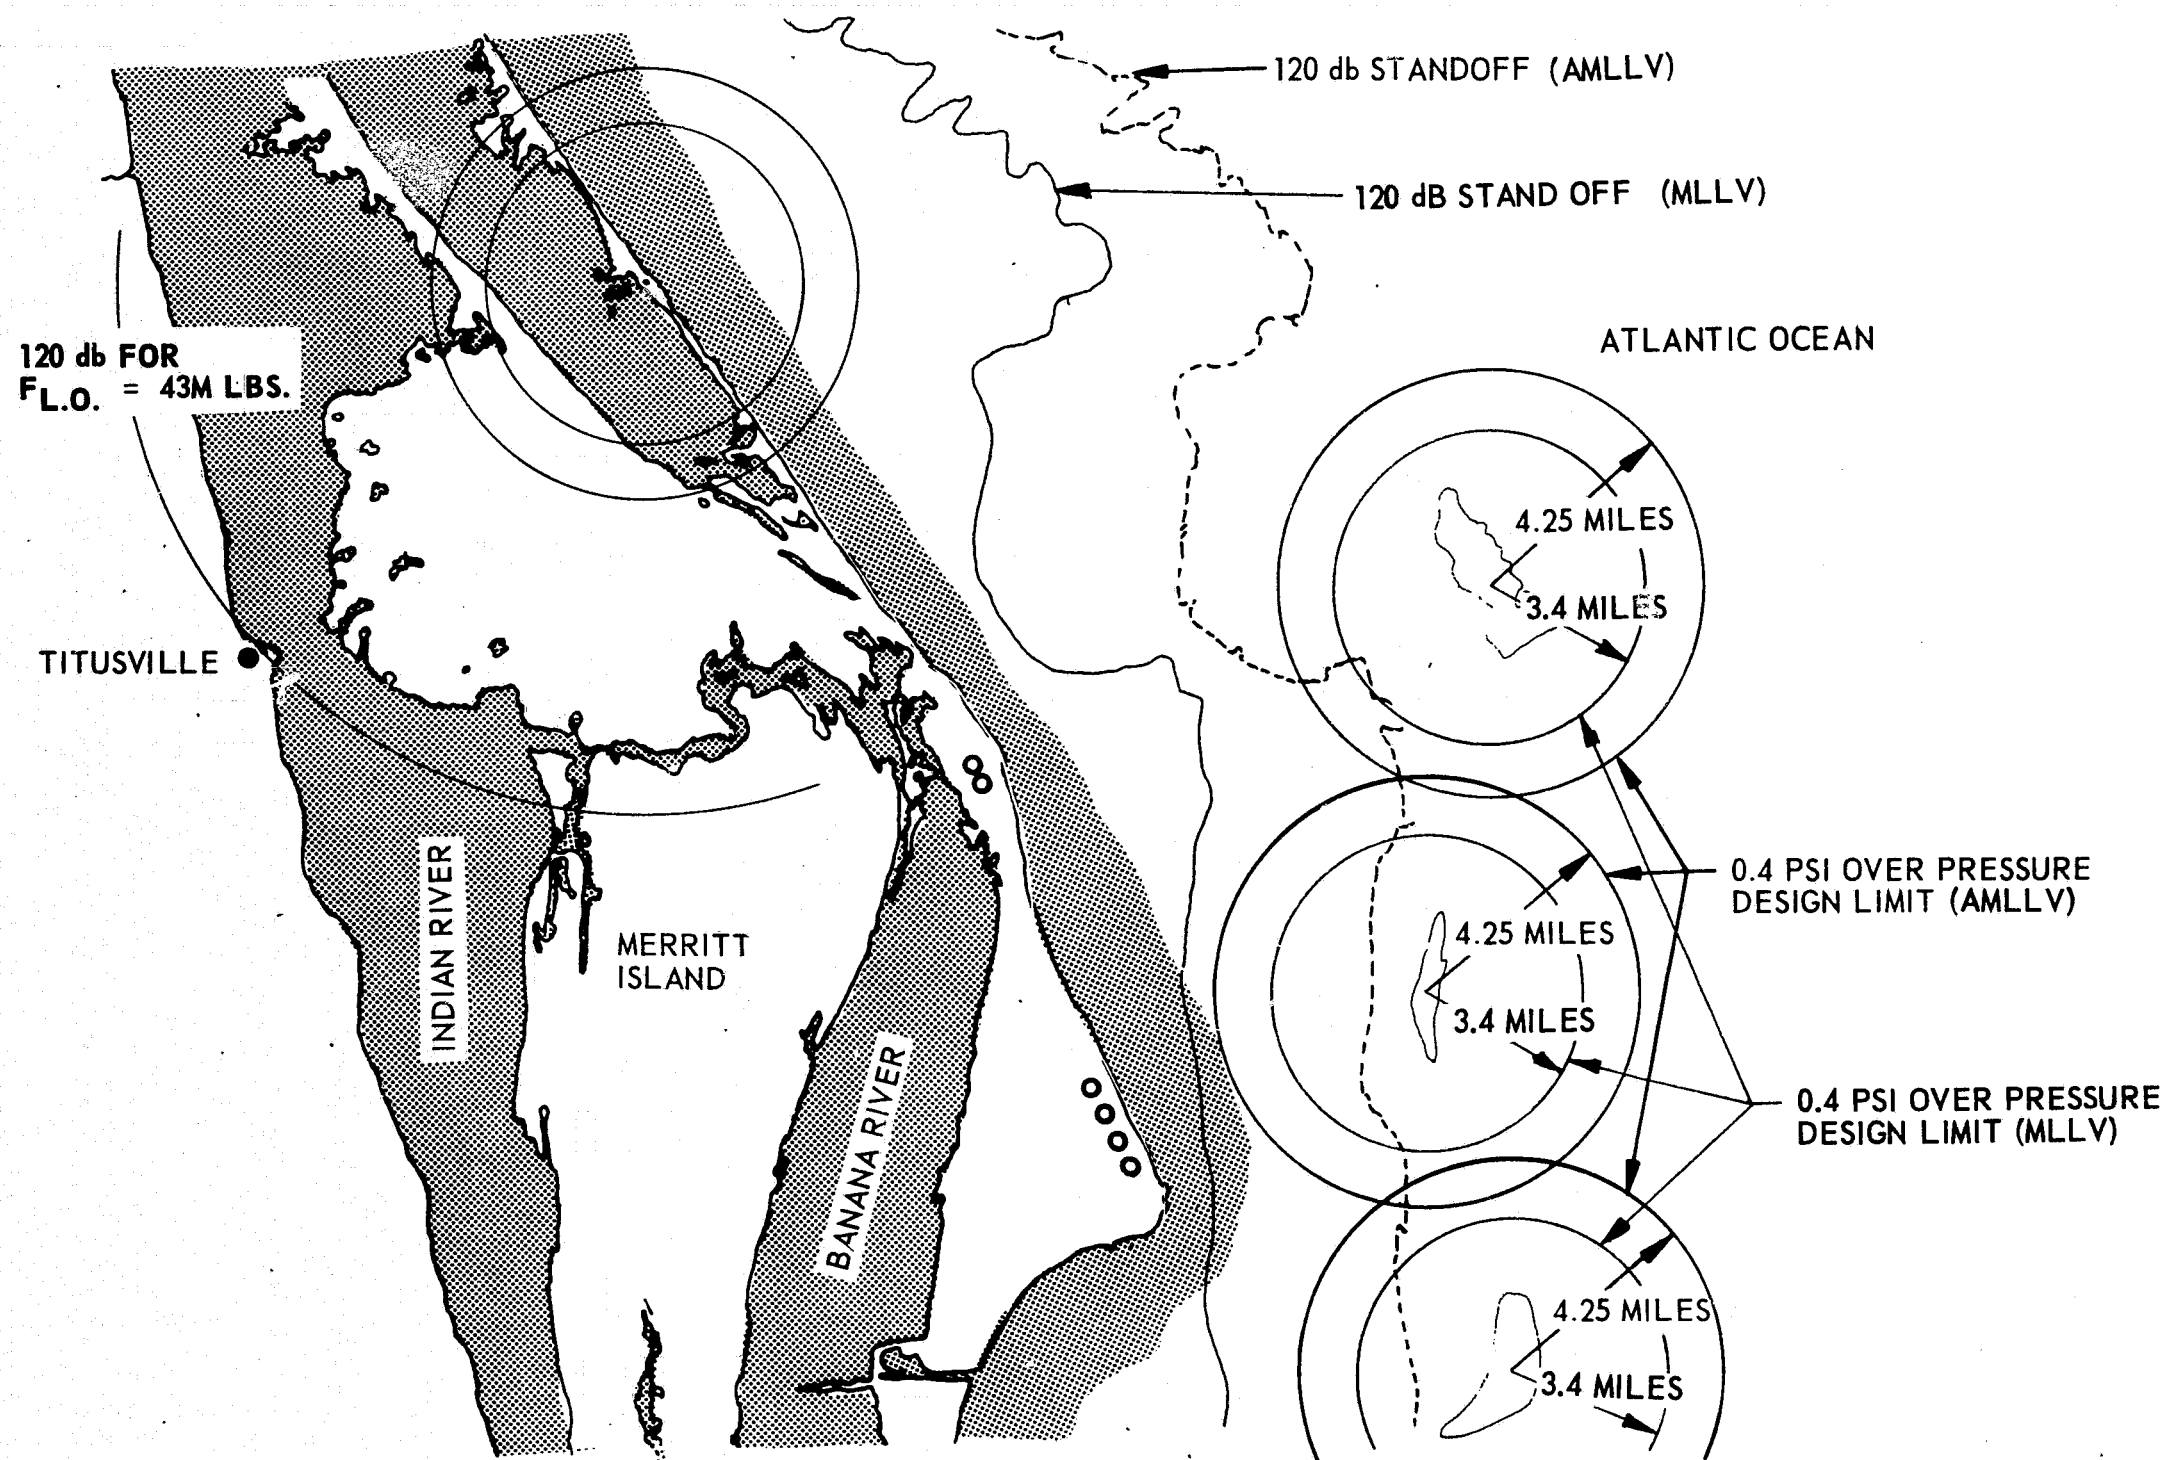 120 db STANDOFF (AMLLV)
120 dB STAND OFF (MLLV)
ATLANTIC OCEAN
120 db FOR
FL.O. = 43M LBS.
4.25 MILES
3.4 MILES
TITUSVILLE
INDIAN RIVER
MERRITT
ISLAND
BANANA RIVER
0.4 PSI OVER PRESSURE
DESIGN LIMIT (AMLLV)
4.25 MILES
3.4 MILES
0.4 PSI OVER PRESSURE
DESIGN LIMIT (MLLV)
4.25 MILES
3.4 MILES